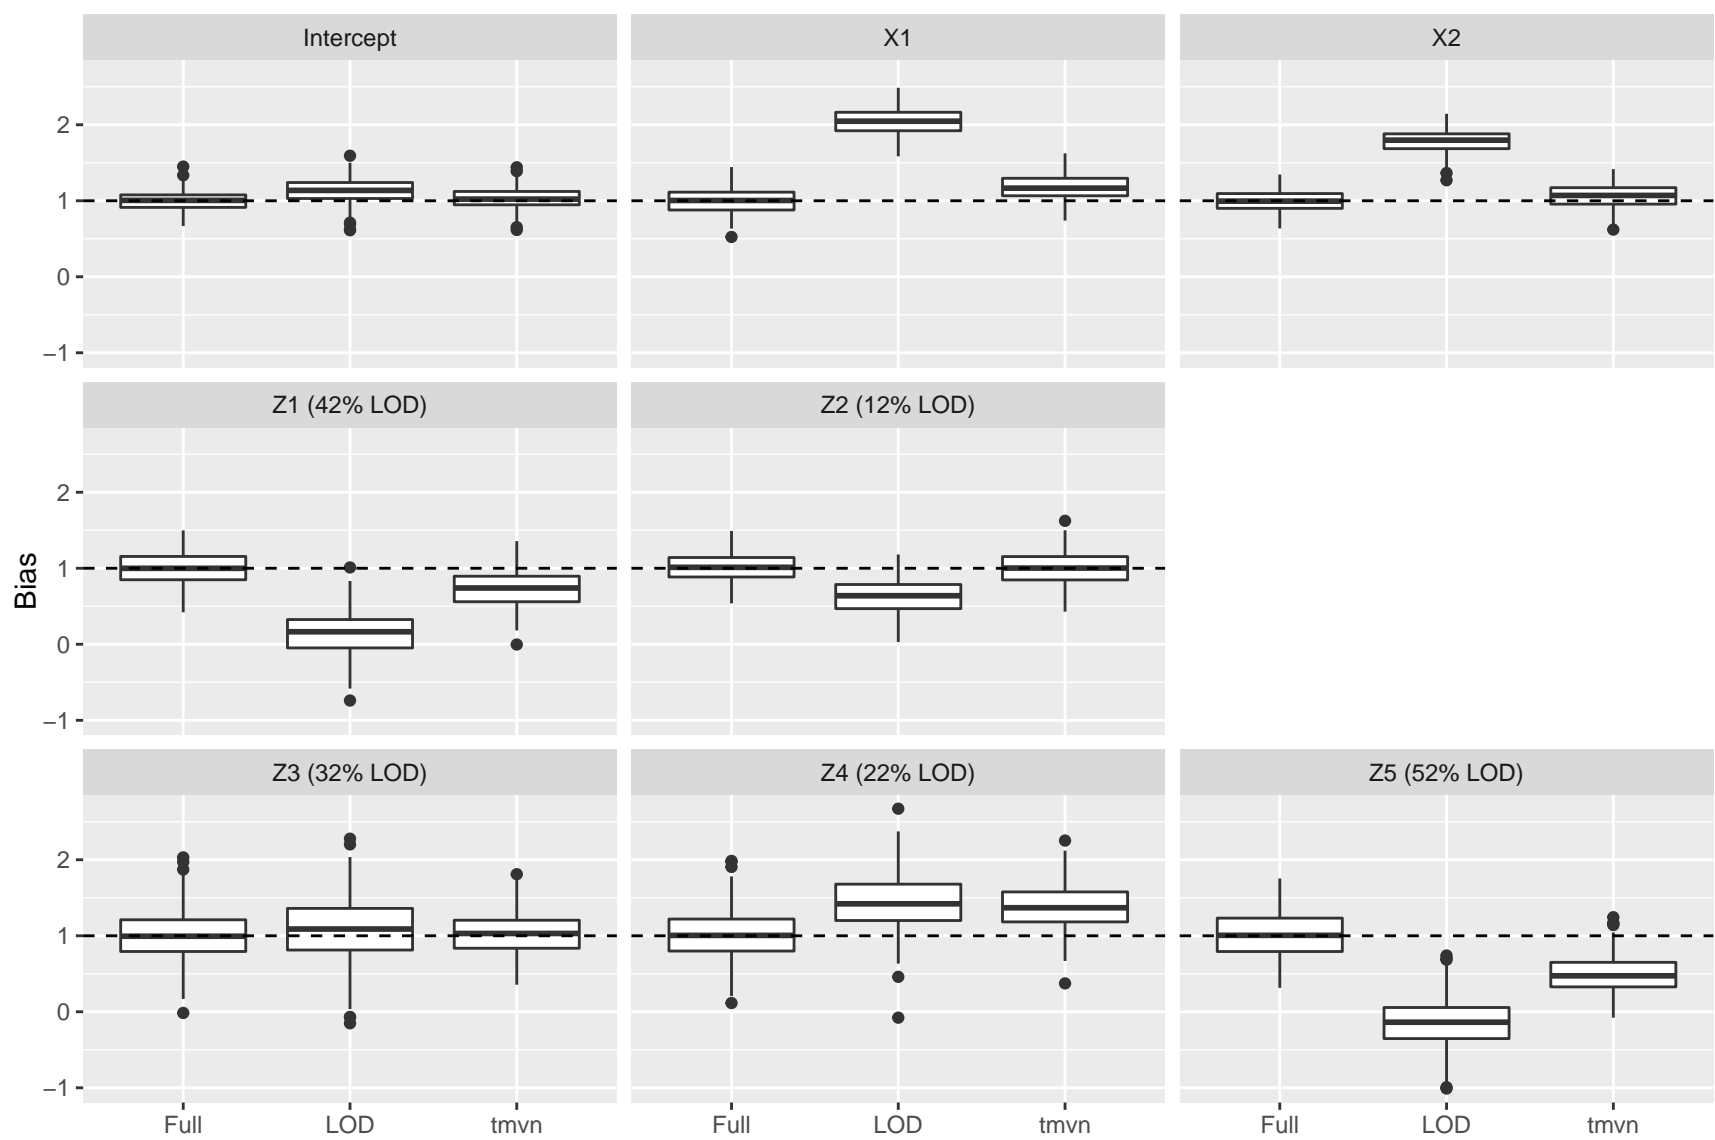 Intercept
X1
X2
2
1
0
−1
Z1 (42% LOD)
Z2 (12% LOD)
2
1
0
−1
Bias
Z3 (32% LOD)
Z4 (22% LOD)
Z5 (52% LOD)
2
1
0
−1
Full
LOD
tmvn
Full
LOD
tmvn
Full
LOD
tmvn